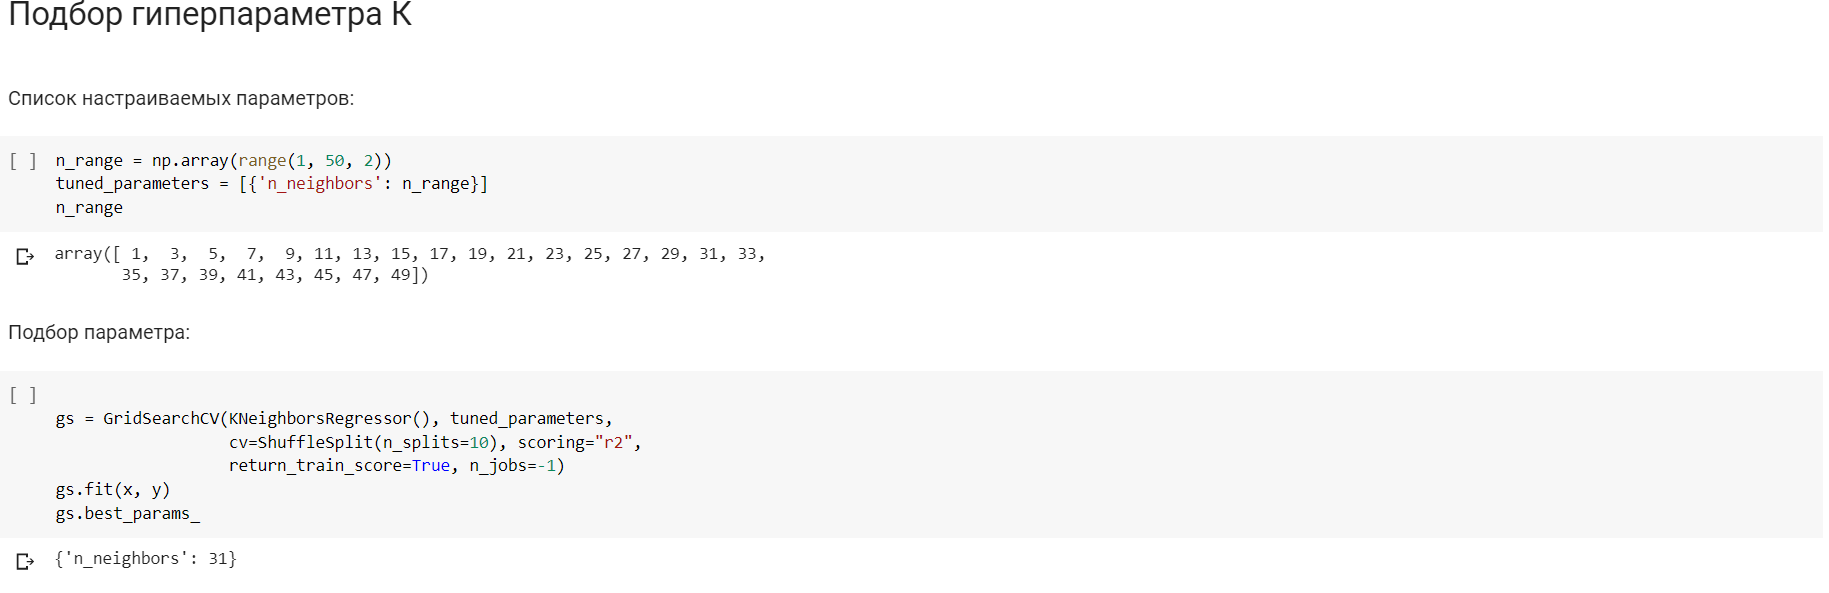 Подбор гиперпараметра К
Список настраиваемых параметров:
[ ] n_range = np.array(range(1, 50, 2))
tuned_parameters = [{'n_neighbors': n_range}]
n_range
array([ 1,  3,  5,  7,  9, 11, 13, 15, 17, 19, 21, 23, 25, 27, 29, 31, 33,
35, 37, 39, 41, 43, 45, 47, 49])
Подбор параметра:
[ ]
gs = GridSearchCV(KNeighborsRegressor(), tuned_parameters,
cv=ShuffleSplit(n_splits=10), scoring="r2",
return_train_score=True, n_jobs=-1)
gs.fit(x, y)
gs.best_params_
{'n_neighbors': 31}